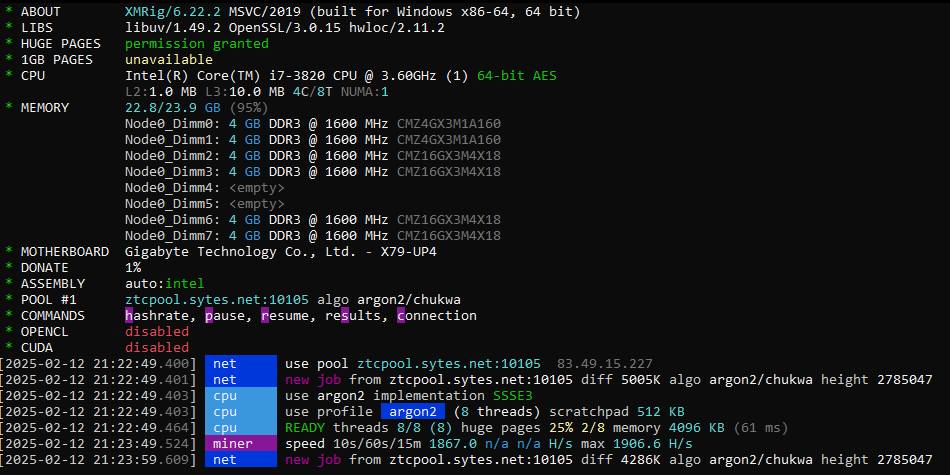 * ABOUT XMRig/6.22.2 MSVC/2019 (built for Windows x86-64, 64 bit)
* LIBS libuv/1.49.2 OpenSSL/3.0.15 hwloc/2.11.2
* HUGE PAGES permission granted
* 1GB PAGES unavailable
* CPU Intel(R) Core(TM) i7-3820 CPU @ 3.60GHz (1) 64-bit AES
L2:1.0 MB L3:10.0 MB 4C/8T NUMA:1
* MEMORY 22.8/23.9 GB (95%)
Node0_Dimm0: 4 GB DDR3 @ 1600 MHz CMZ4GX3M1A160
Node0_Dimm1: 4 GB DDR3 @ 1600 MHz CMZ4GX3M1A160
Node0_Dimm2: 4 GB DDR3 @ 1600 MHz CMZ16GX3M4X18
Node0_Dimm3: 4 GB DDR3 @ 1600 MHz CMZ16GX3M4X18
Node0_Dimm4: <empty>
Node0_Dimm5: <empty>
Node0_Dimm6: 4 GB DDR3 @ 1600 MHz CMZ16GX3M4X18
Node0_Dimm7: 4 GB DDR3 @ 1600 MHz CMZ16GX3M4X18
* MOTHERBOARD Gigabyte Technology Co., Ltd. - X79-UP4
* DONATE 1%
* ASSEMBLY auto:intel
* POOL #1 ztcpool.sytes.net:10105 algo argon2/chukwa
* COMMANDS hashrate, pause, resume, results, connection
* OPENCL disabled
* CUDA disabled
[2025-02-12 21:22:49.400] net use pool ztcpool.sytes.net:10105 83.49.15.227
[2025-02-12 21:22:49.401] net new job from ztcpool.sytes.net:10105 diff 5005K algo argon2/chukwa height 2785047
[2025-02-12 21:22:49.403] cpu use argon2 implementation SSSE3
[2025-02-12 21:22:49.403] cpu use profile argon2 (8 threads) scratchpad 512 KB
[2025-02-12 21:22:49.464] cpu READY threads 8/8 (8) huge pages 25% 2/8 memory 4096 KB (61 ms)
[2025-02-12 21:23:49.524] miner speed 10s/60s/15m 1867.0 n/a n/a H/s max 1906.6 H/s
[2025-02-12 21:23:59.609] net new job from ztcpool.sytes.net:10105 diff 4286K algo argon2/chukwa height 2785047